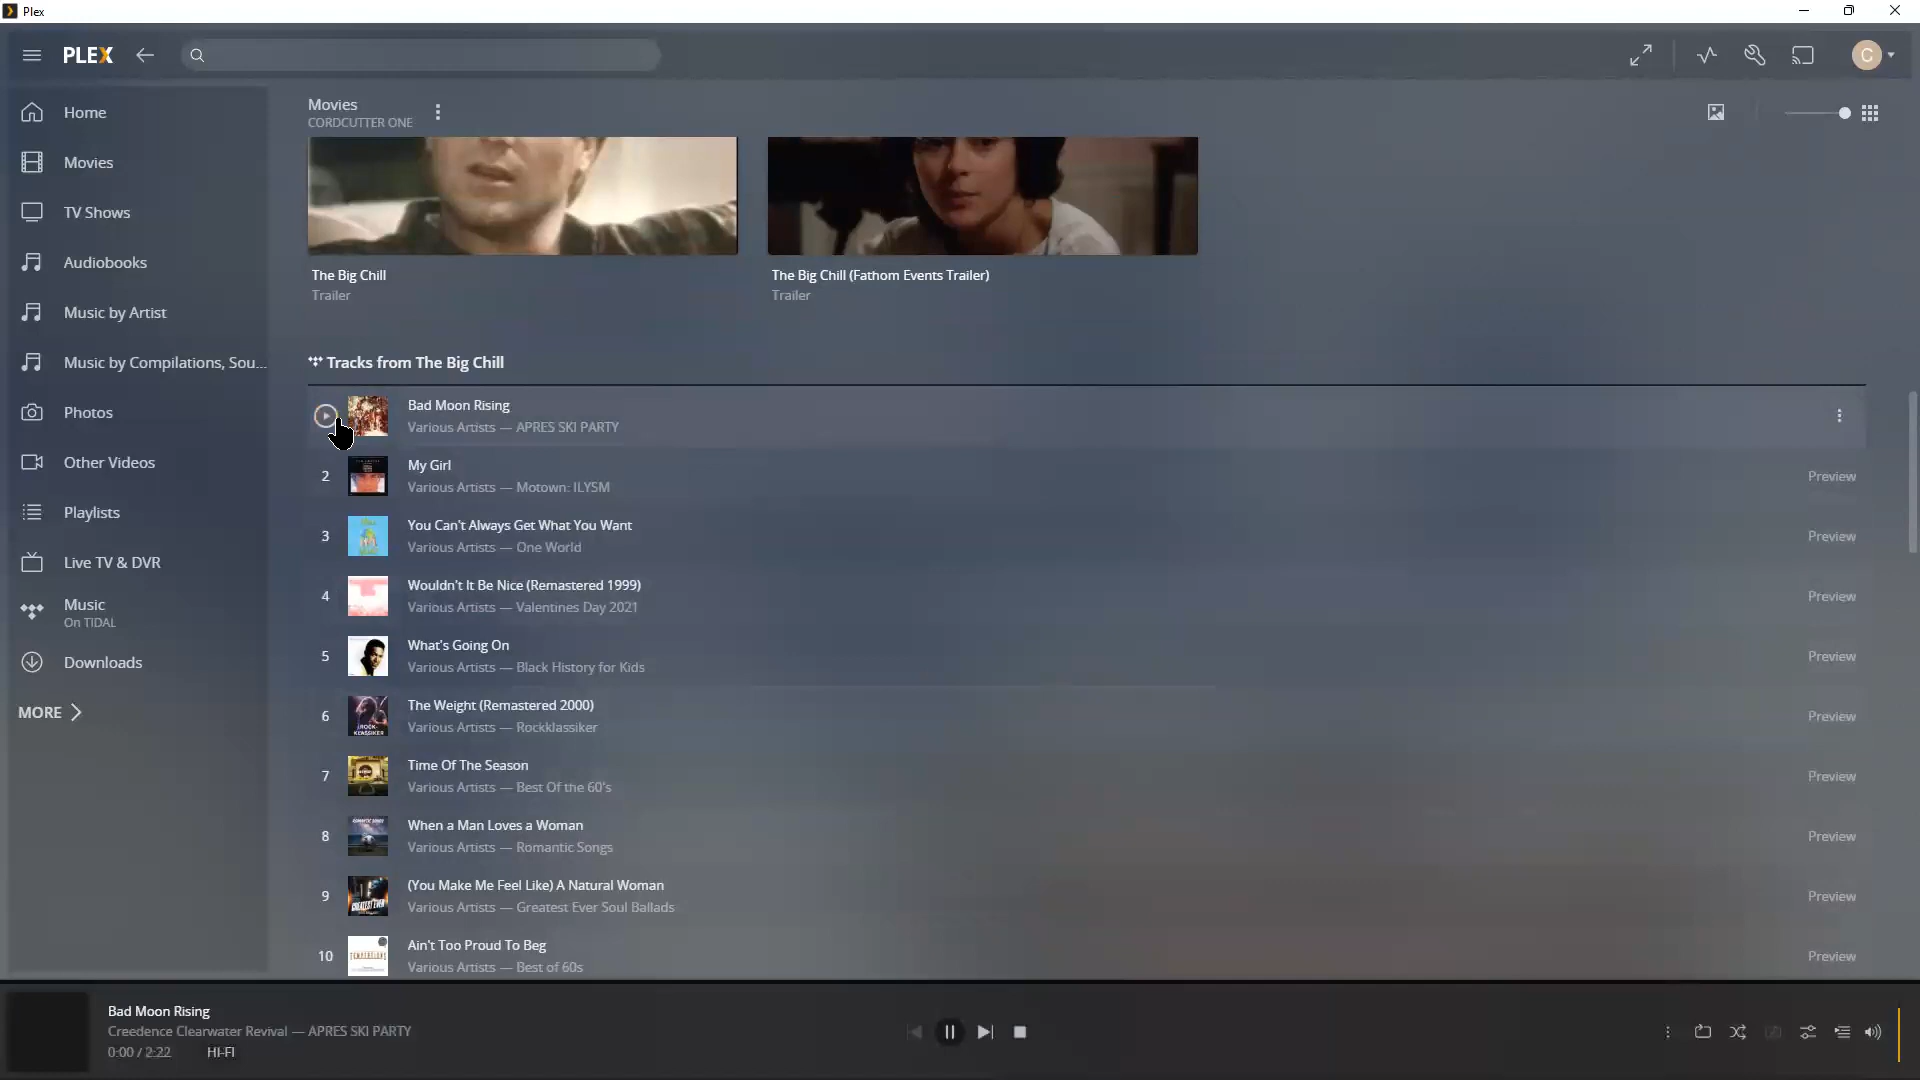 Plex
PLEX
C
Home
Movies
TV Shows
Audiobooks
Music by Artist
Music by Compilations, Sou...
Photos
Other Videos
Playlists
Live TV & DVR
Music
On TIDAL
Downloads
MORE
Movies
CORDCUTTER ONE
The Big Chill
Trailer
The Big Chill (Fathom Events Trailer)
Trailer
Tracks from The Big Chill
Bad Moon Rising
Various Artists — APRES SKI PARTY
2 My Girl Preview
Various Artists — Motown: ILYSM
3 You Can't Always Get What You Want Preview
Various Artists — One World
4 Wouldn't It Be Nice (Remastered 1999) Preview
Various Artists — Valentines Day 2021
5 What's Going On Preview
Various Artists — Black History for Kids
6 The Weight (Remastered 2000) Preview
Various Artists — Rockklassiker
7 Time Of The Season Preview
Various Artists — Best Of the 60's
8 When a Man Loves a Woman Preview
Various Artists — Romantic Songs
9 (You Make Me Feel Like) A Natural Woman Preview
Various Artists — Greatest Ever Soul Ballads
10 Ain't Too Proud To Beg Preview
Various Artists — Best of 60s
Bad Moon Rising
Creedence Clearwater Revival — APRES SKI PARTY
0:00 / 2:22 HI-FI